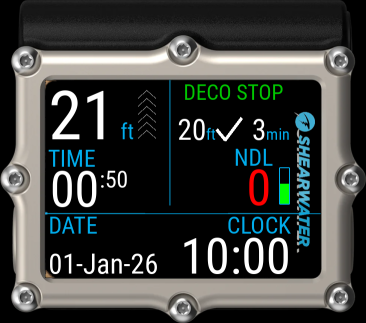 21 ft
DECO STOP
20ft 3min
TIME
00:50
NDL
0
SHEARWATER
DATE
01-Jan-26
CLOCK
10:00